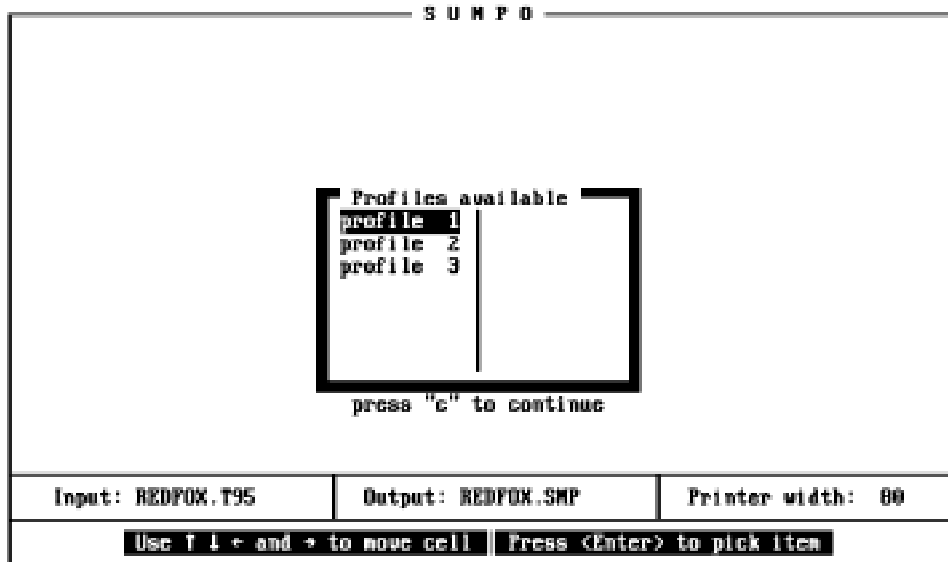 S U M P O
Profiles available
profile 1
profile 2
profile 3
press "c" to continue
Input: REDFOX.T95
Output: REDFOX.SMP
Printer width: 80
Use ↑ ↓ ← and → to move cell
Press <Enter> to pick item